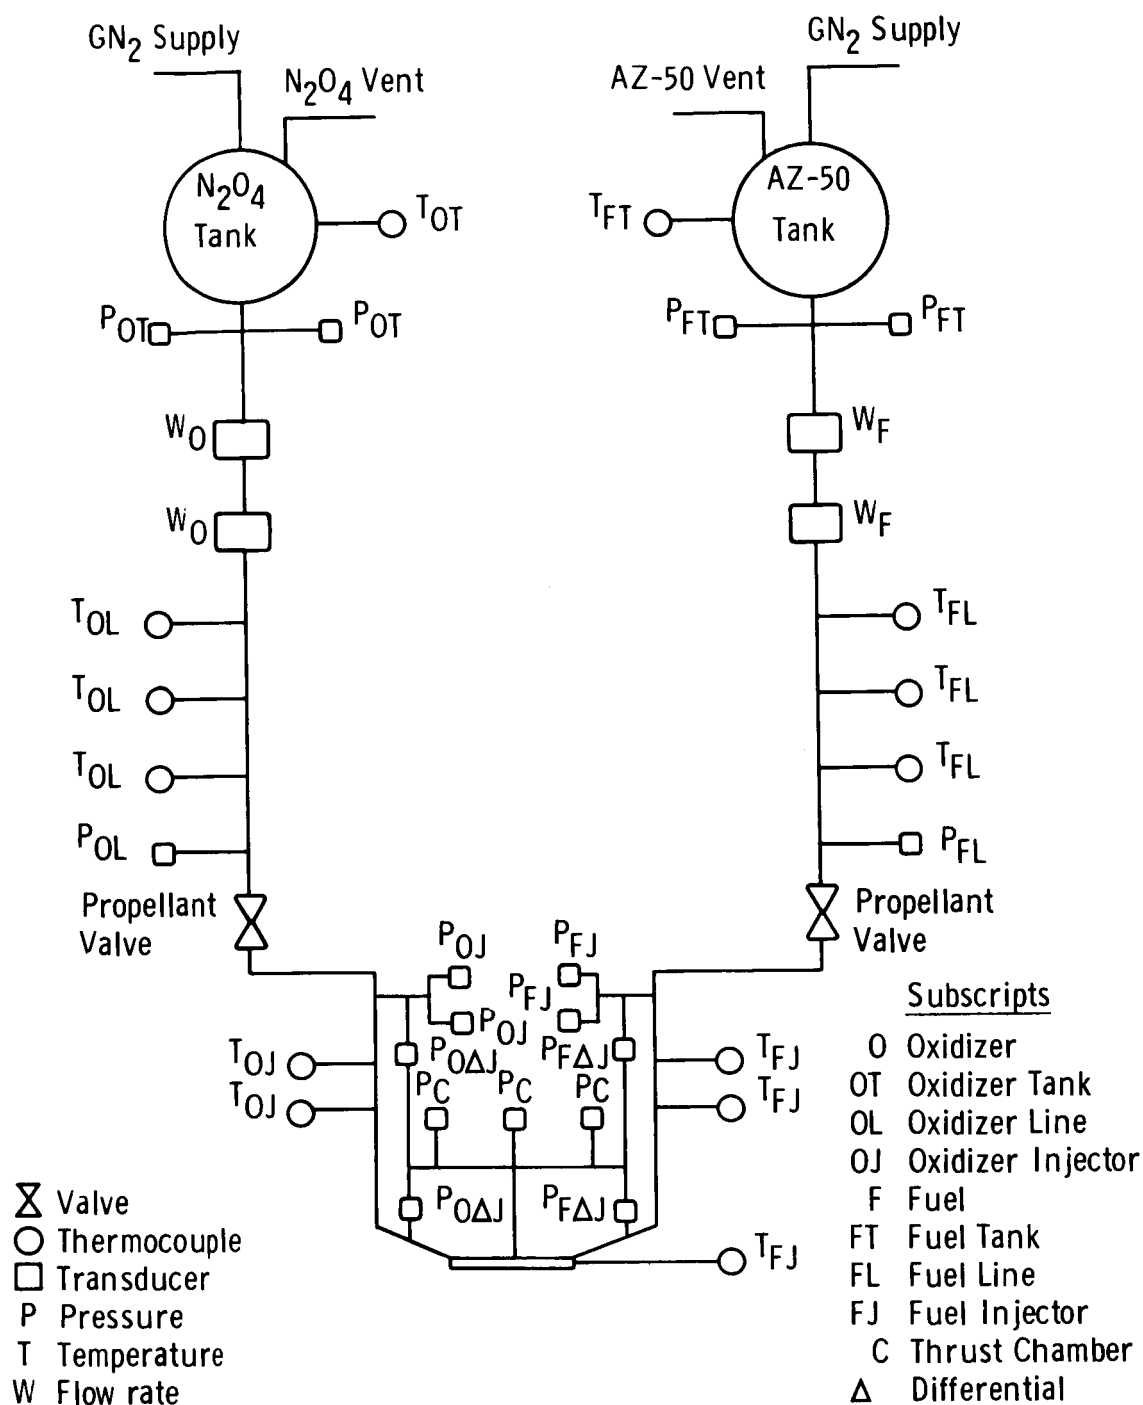 GN2 Supply
GN2 Supply
N2O4 Vent
AZ-50 Vent
N2O4
Tank
AZ-50
Tank
TOT
TFT
POT
POT
PFT
PFT
WO
WF
WO
WF
TOL
TFL
TOL
TFL
TOL
TFL
POL
PFL
Propellant
Valve
Propellant
Valve
POJ
PFJ
POJ
PFJ
POΔJ
PFΔJ
TOJ
TFJ
TOJ
TFJ
PC
PC
PC
POΔJ
PFΔJ
TFJ
Valve
Thermocouple
Transducer
P Pressure
T Temperature
W Flow rate
Subscripts
O Oxidizer
OT Oxidizer Tank
OL Oxidizer Line
OJ Oxidizer Injector
F Fuel
FT Fuel Tank
FL Fuel Line
FJ Fuel Injector
C Thrust Chamber
Δ Differential